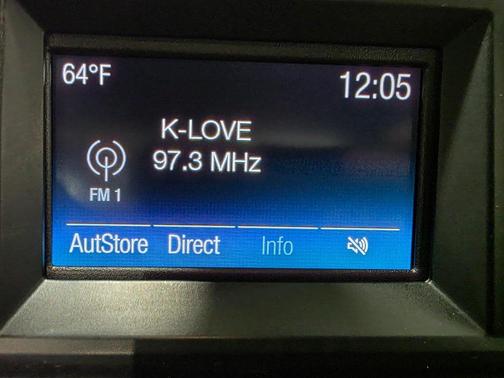 64°F 12:05
K-LOVE
97.3 MHz
FM 1
AutStore Direct Info